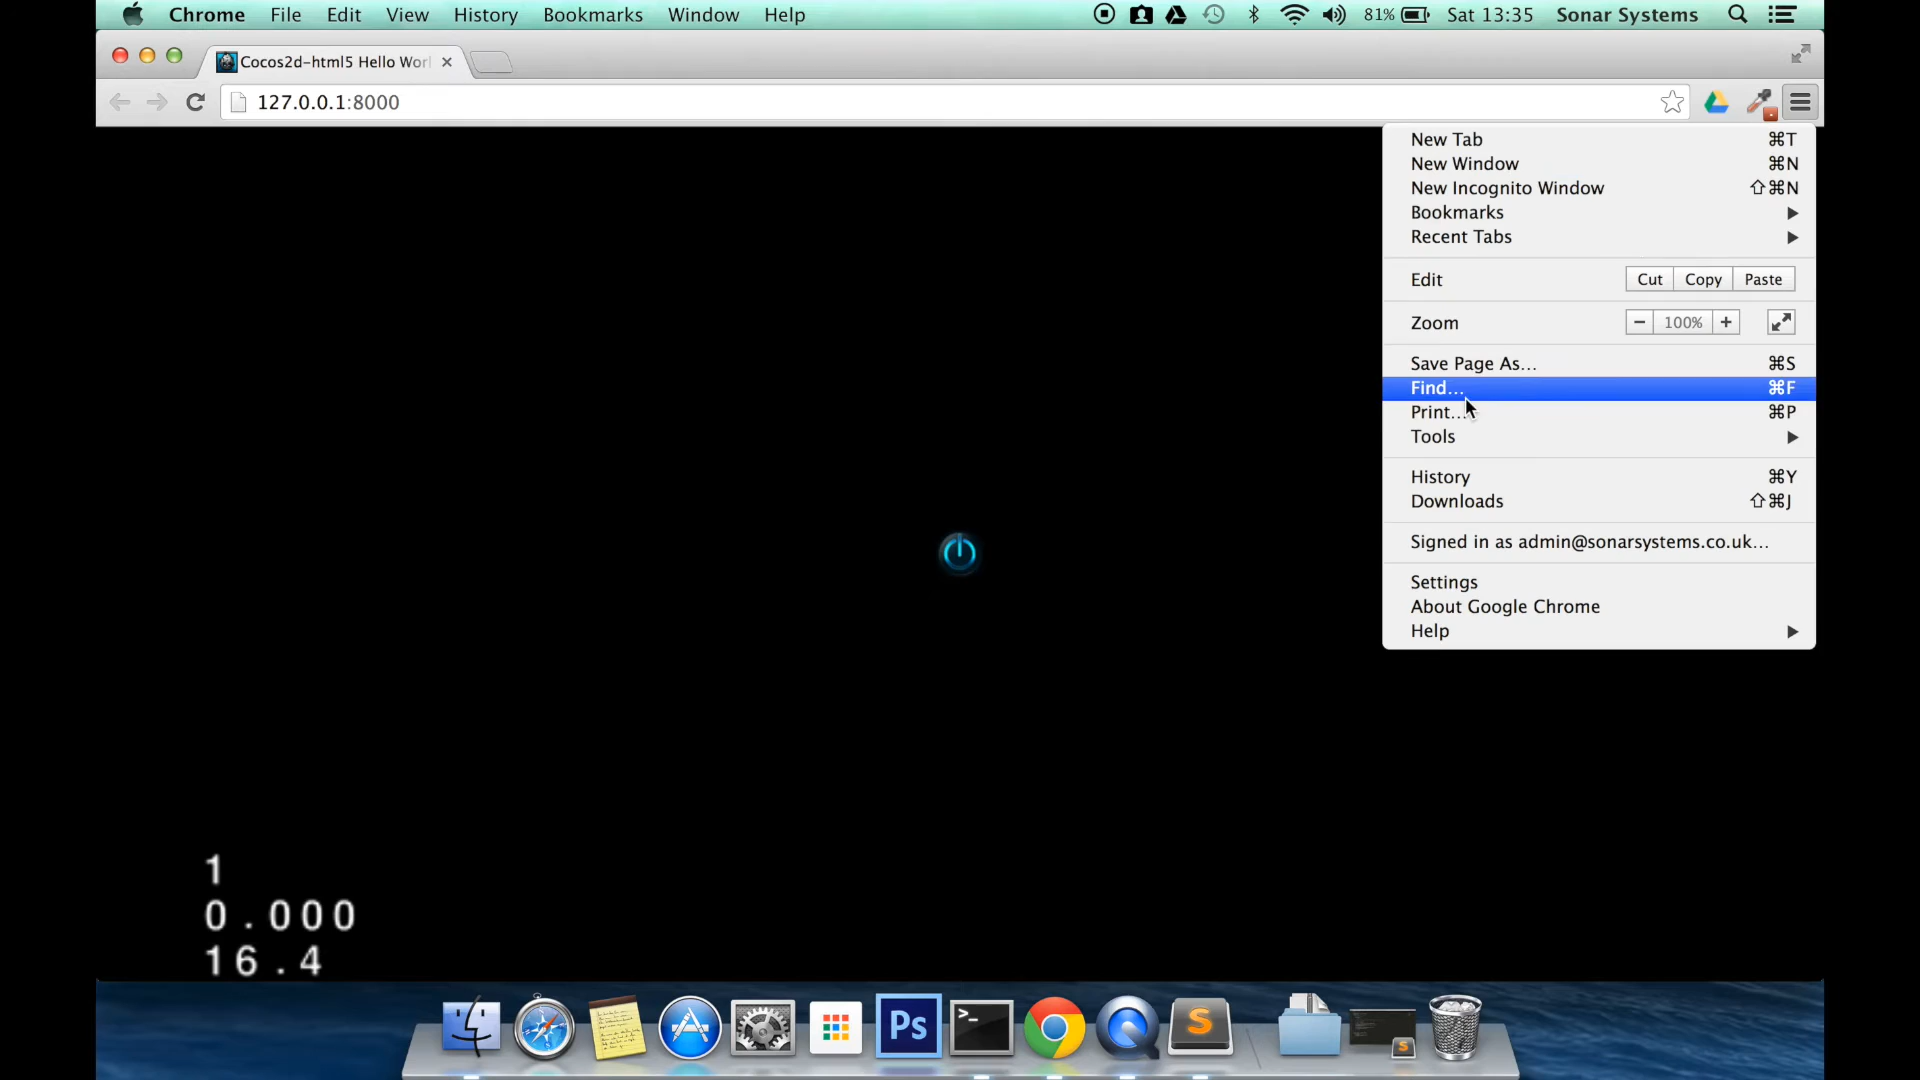 Chrome File Edit View History Bookmarks Window Help 81% Sat 13:35 Sonar Systems
Cocos2d-html5 Hello Wor
127.0.0.1:8000
New Tab ⌘T
New Window ⌘N
New Incognito Window ⇧⌘N
Bookmarks
Recent Tabs
Edit Cut Copy Paste
Zoom − 100% +
Save Page As... ⌘S
Find... ⌘F
Print... ⌘P
Tools
History ⌘Y
Downloads ⇧⌘J
Signed in as admin@sonarsystems.co.uk...
Settings
About Google Chrome
Help
1
0.000
16.4
Ps >_ S
S